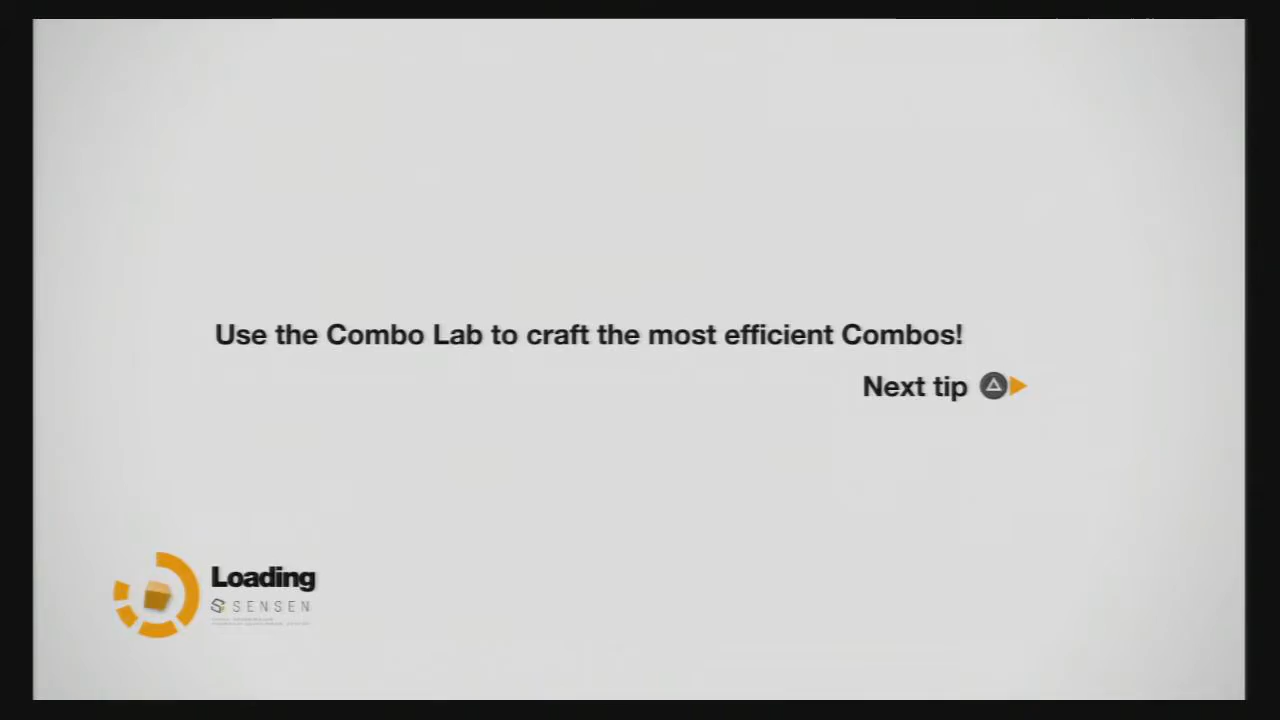 Use the Combo Lab to craft the most efficient Combos!
Next tip
Loading
SENSEN